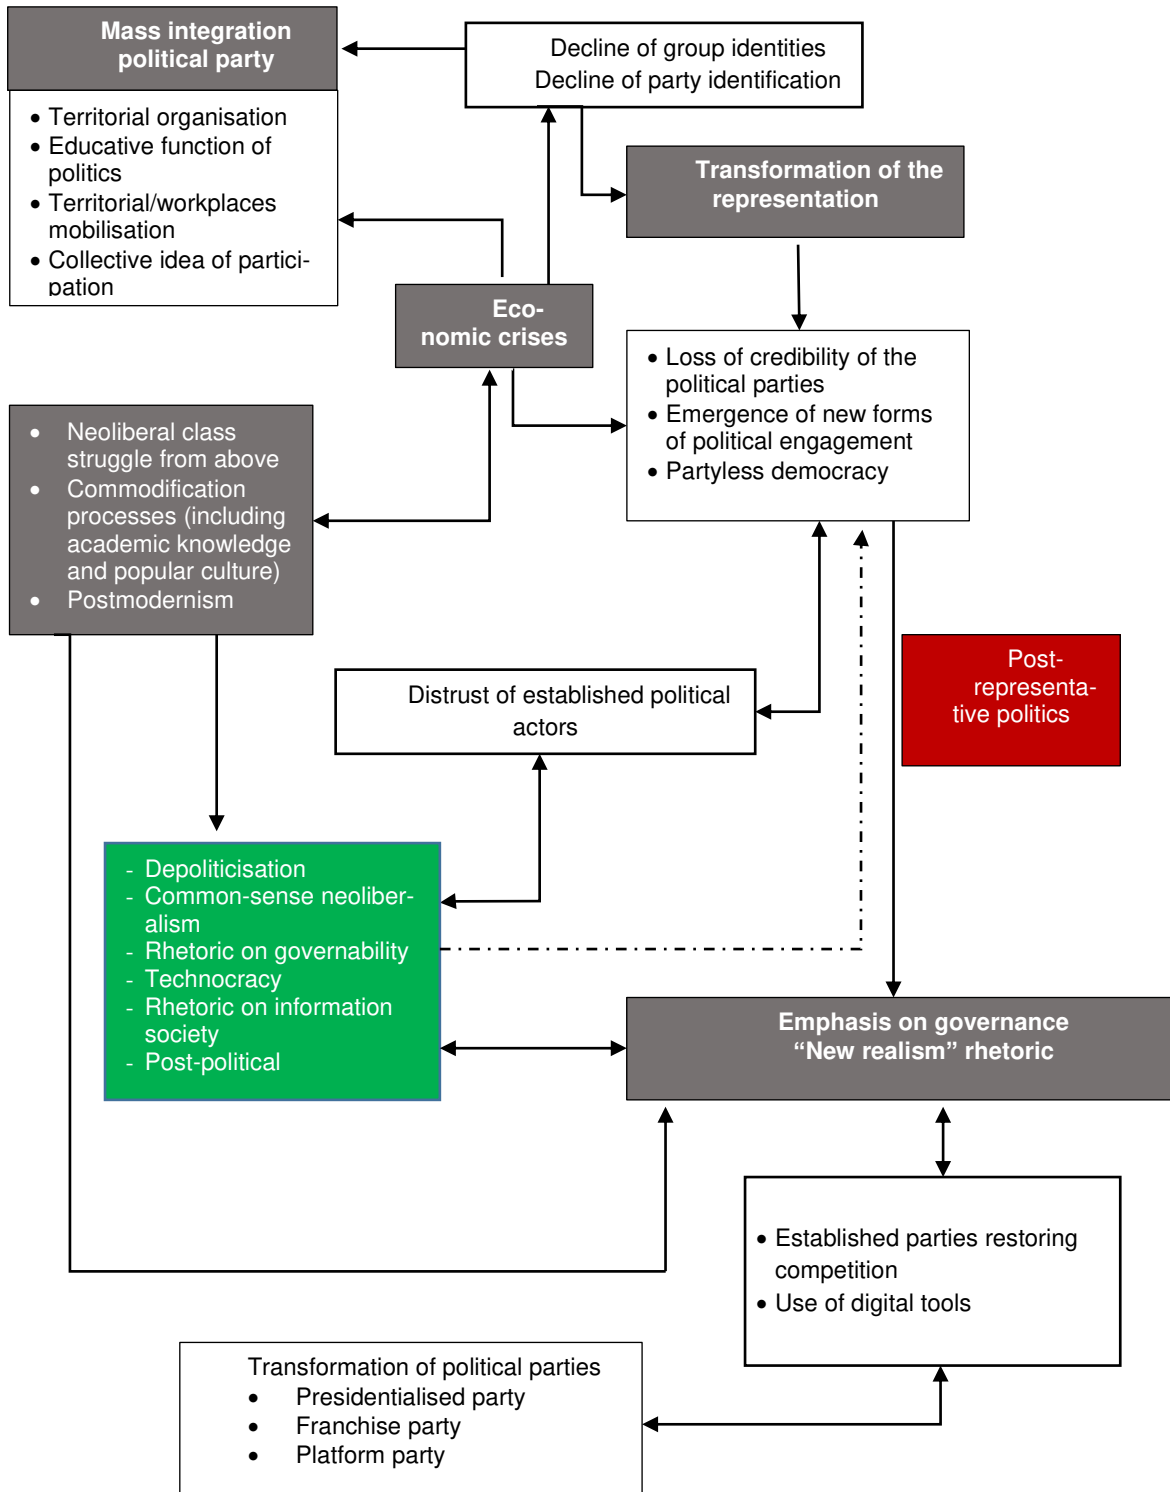 Mass integration
political party
• Territorial organisation
• Educative function of
politics
• Territorial/workplaces
mobilisation
• Collective idea of partici-
pation
Decline of group identities
Decline of party identification
Transformation of the
representation
Eco-
nomic crises
• Loss of credibility of the
political parties
• Emergence of new forms
of political engagement
• Partyless democracy
• Neoliberal class
struggle from above
• Commodification
processes (including
academic knowledge
and popular culture)
• Postmodernism
Post-
representa-
tive politics
Distrust of established political
actors
- Depoliticisation
- Common-sense neoliber-
alism
- Rhetoric on governability
- Technocracy
- Rhetoric on information
society
- Post-political
Emphasis on governance
“New realism” rhetoric
• Established parties restoring
competition
• Use of digital tools
Transformation of political parties
• Presidentialised party
• Franchise party
• Platform party